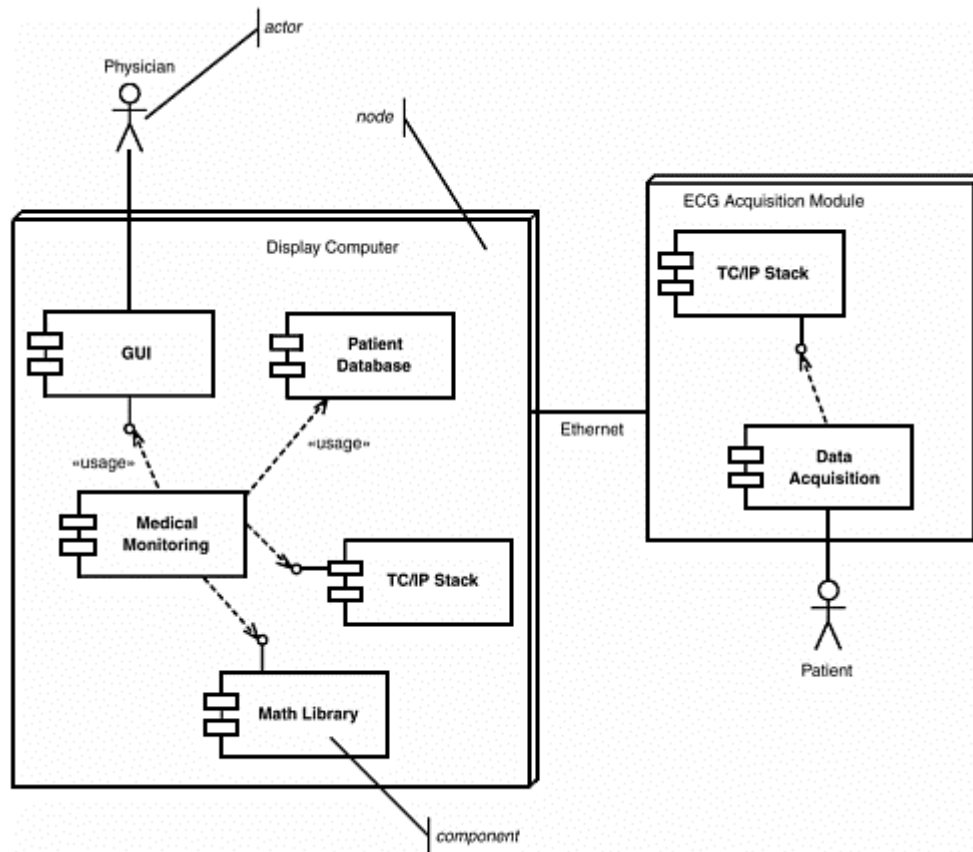 actor
Physician
node
ECG Acquisition Module
Display Computer
TC/IP Stack
GUI
Patient
Database
Ethernet
«usage»
«usage»
Data
Acquisition
Medical
Monitoring
TC/IP Stack
Patient
Math Library
component